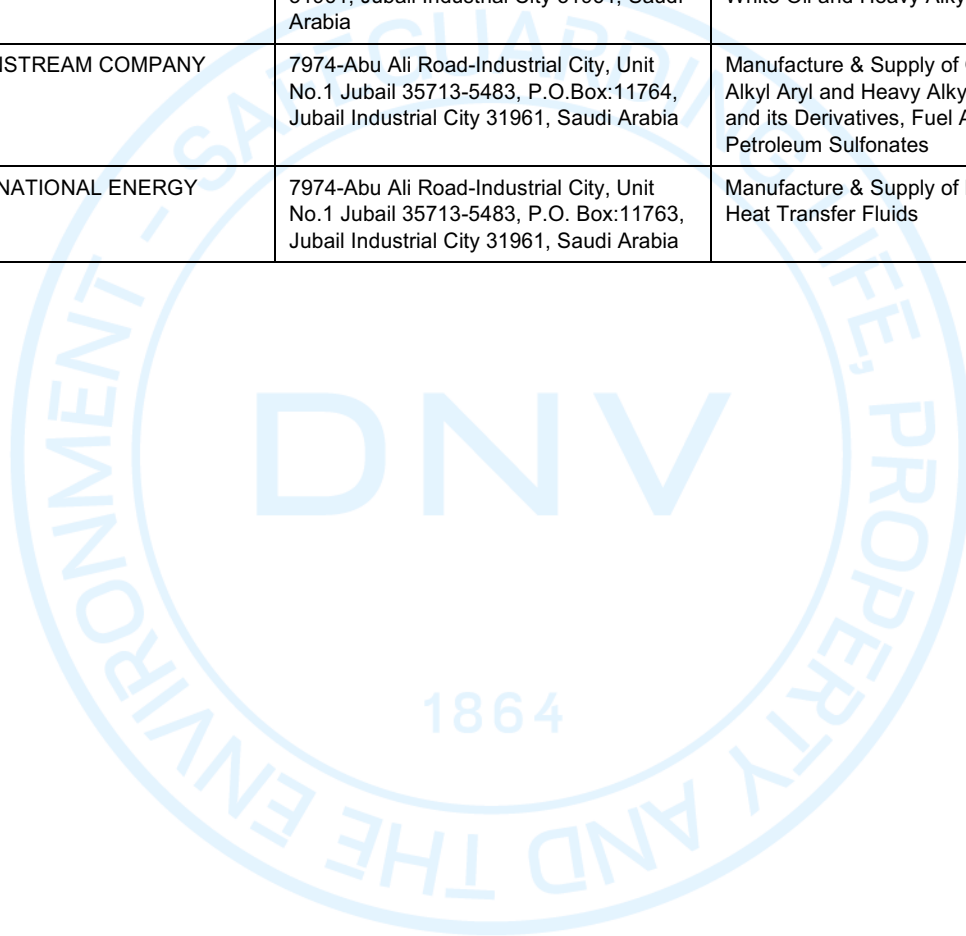 Arabia
NSTREAM COMPANY
7974-Abu Ali Road-Industrial City, Unit
No.1 Jubail 35713-5483, P.O.Box:11764,
Jubail Industrial City 31961, Saudi Arabia
Manufacture & Supply of
Alkyl Aryl and Heavy Alky
and its Derivatives, Fuel A
Petroleum Sulfonates
NATIONAL ENERGY
7974-Abu Ali Road-Industrial City, Unit
No.1 Jubail 35713-5483, P.O. Box:11763,
Jubail Industrial City 31961, Saudi Arabia
Manufacture & Supply of
Heat Transfer Fluids
SAFEGUARDING LIFE, PROPERTY AND THE ENVIRONMENT -
DNV
1864